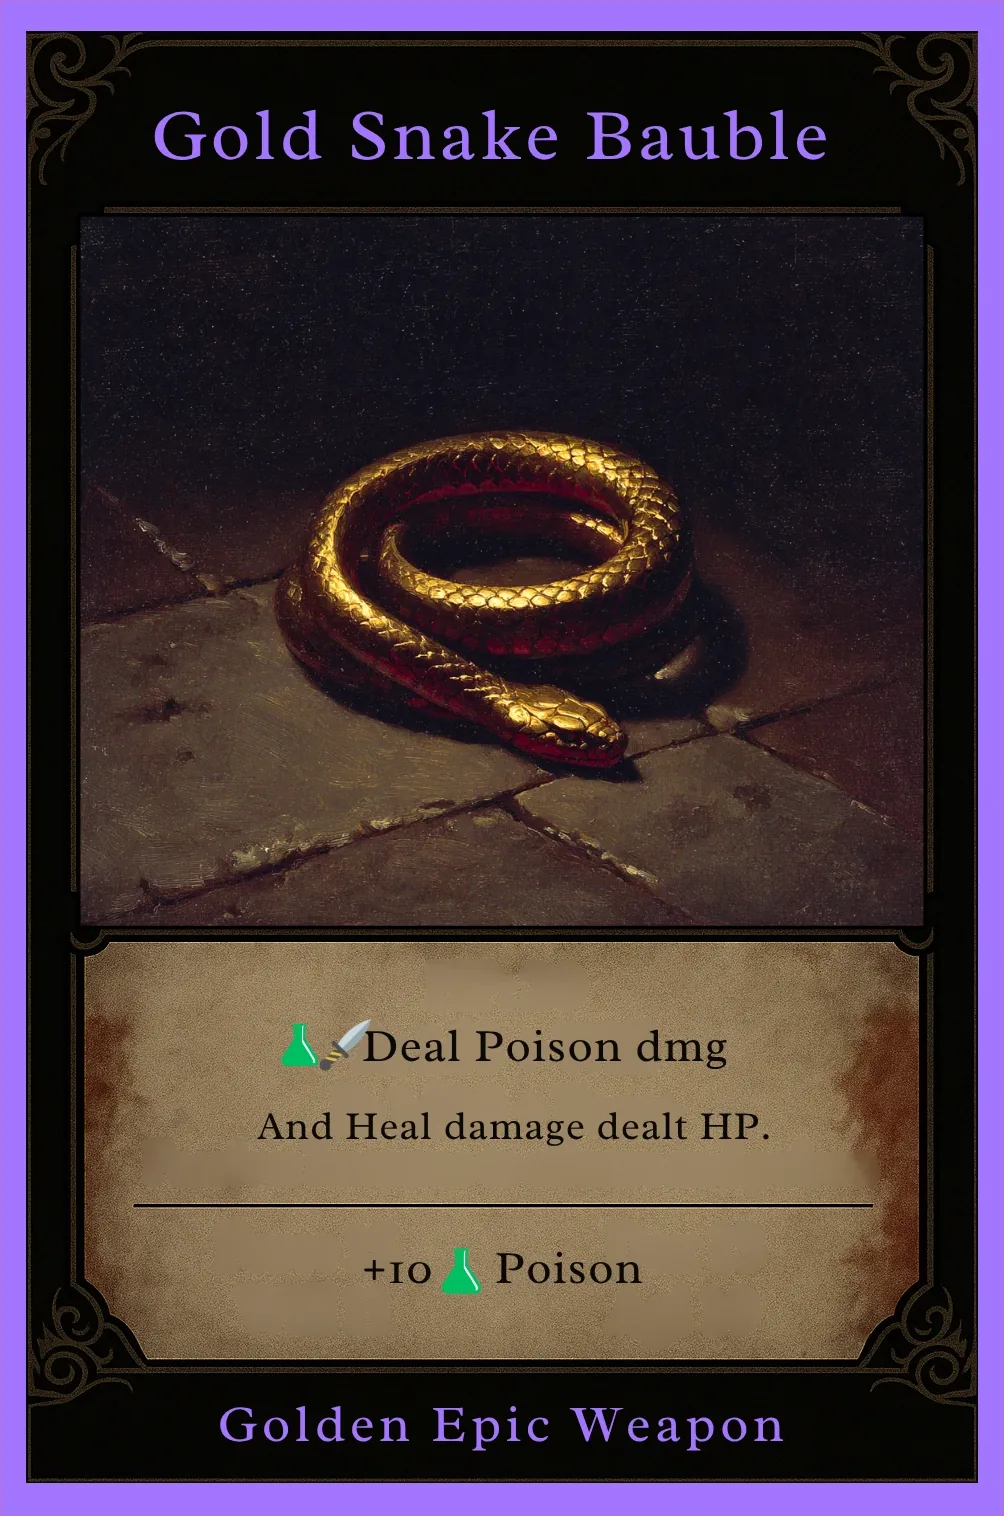 Gold Snake Bauble
🧪🗡️Deal Poison dmg
And Heal damage dealt HP.
+10 🧪 Poison
Golden Epic Weapon